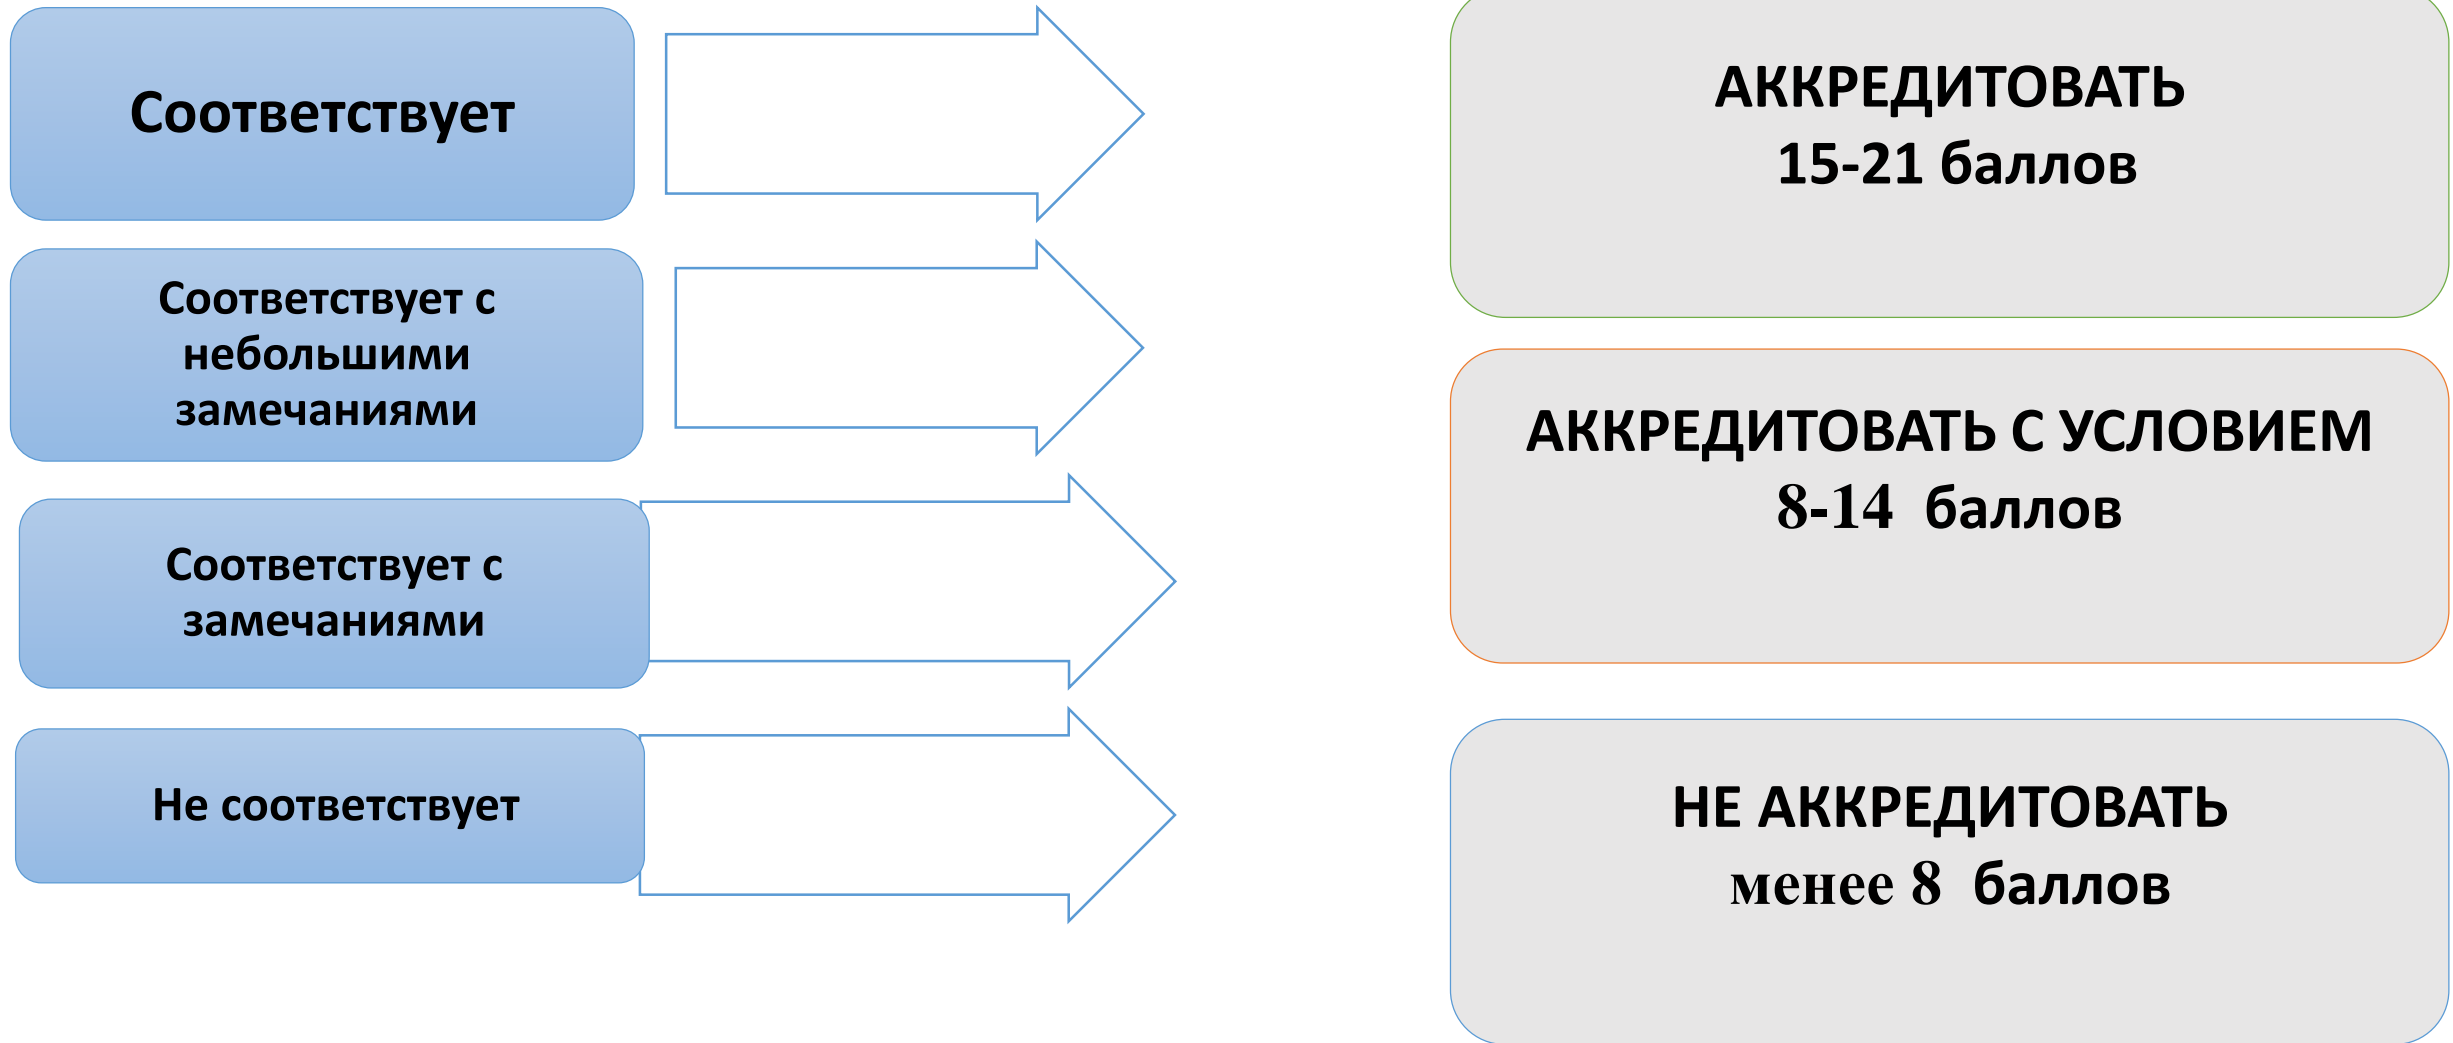 Соответствует
Соответствует с
небольшими
замечаниями
Соответствует с
замечаниями
Не соответствует
АККРЕДИТОВАТЬ
15-21 баллов
АККРЕДИТОВАТЬ С УСЛОВИЕМ
8-14 баллов
НЕ АККРЕДИТОВАТЬ
менее 8 баллов